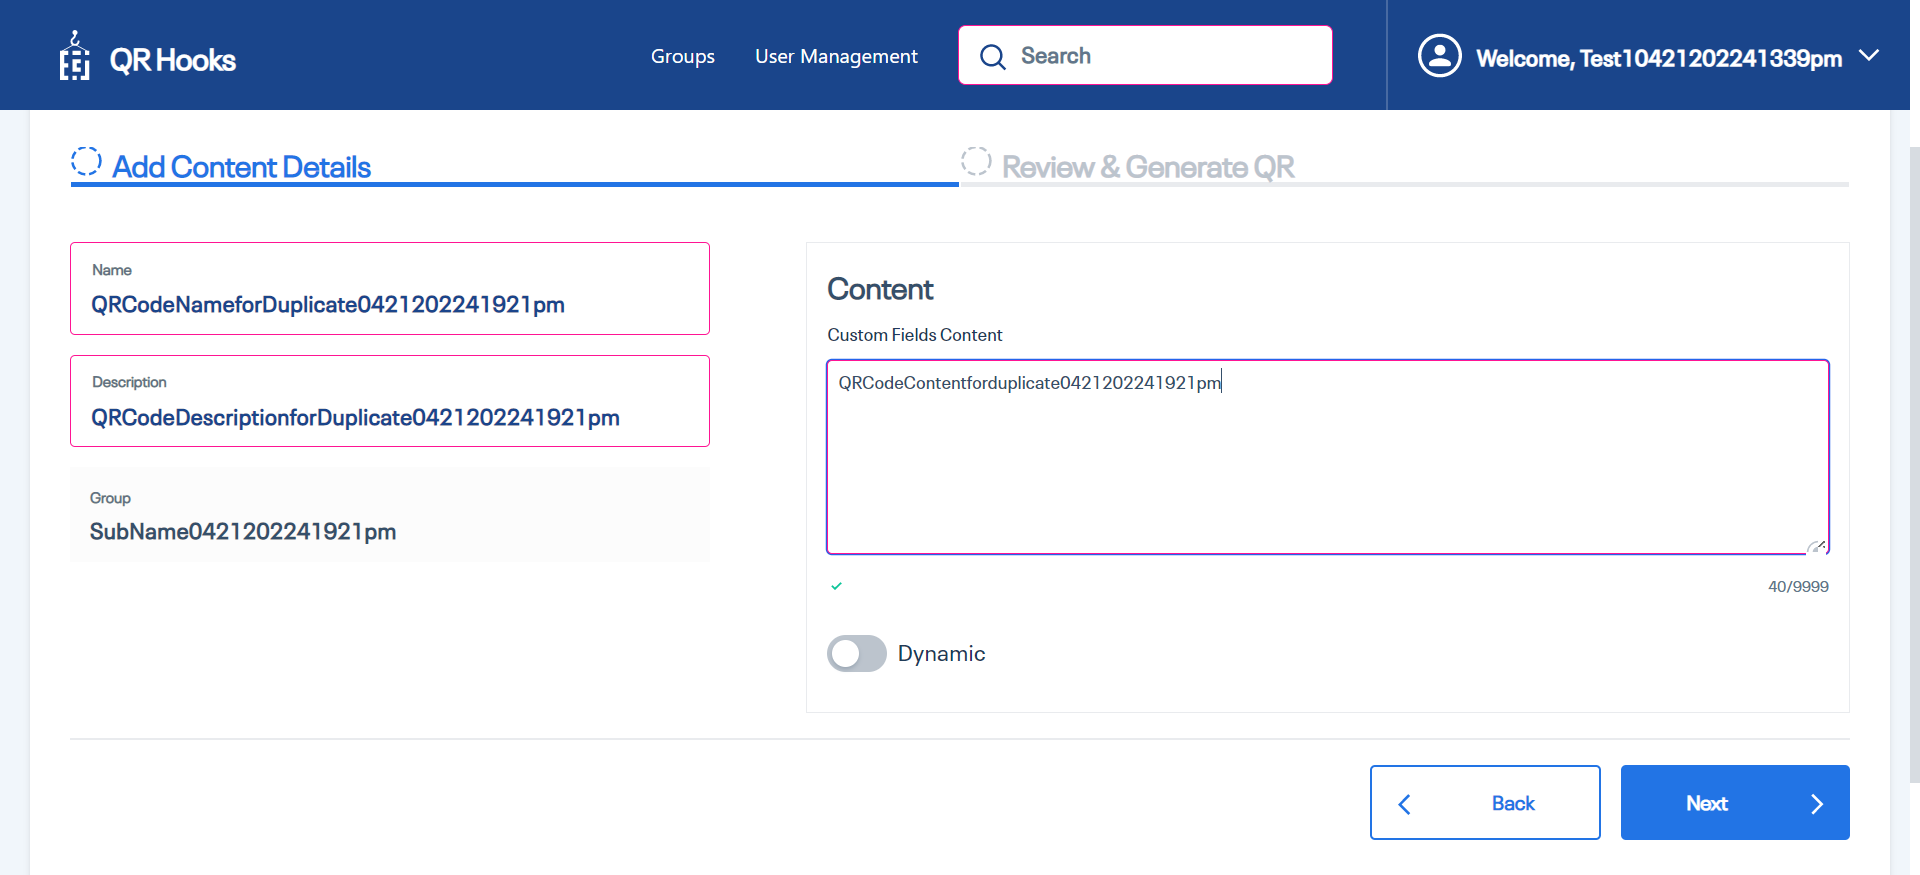 QR Hooks
Groups
User Management
Search
Welcome, Test10421202241339pm
Add Content Details
Review & Generate QR
Name
QRCodeNameforDuplicate0421202241921pm
Description
QRCodeDescriptionforDuplicate0421202241921pm
Group
SubName0421202241921pm
Content
Custom Fields Content
QRCodeContentforduplicate0421202241921pm
40/9999
Dynamic
Back
Next